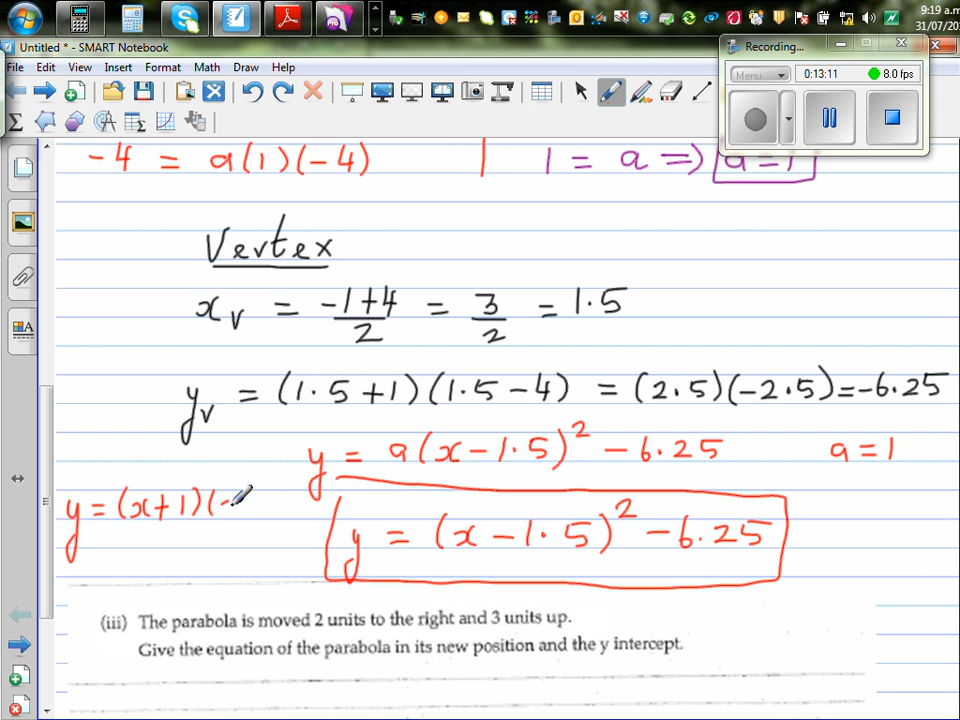 9:19 a.m
31/07/20
Untitled * - SMART Notebook
File Edit View Insert Format Math Draw Help
Recording...
Menu 0:13:11 8.0 fps
-4 = a(1)(-4) | 1 = a => a=1
Vertex
xv = -1+4/2 = 3/2 = 1.5
yv = (1.5+1)(1.5-4) = (2.5)(-2.5)=-6.25
y = a(x-1.5)² - 6.25 a=1
y = (x+1)(-
y = (x-1.5)² - 6.25
(iii) The parabola is moved 2 units to the right and 3 units up.
Give the equation of the parabola in its new position and the y intercept.